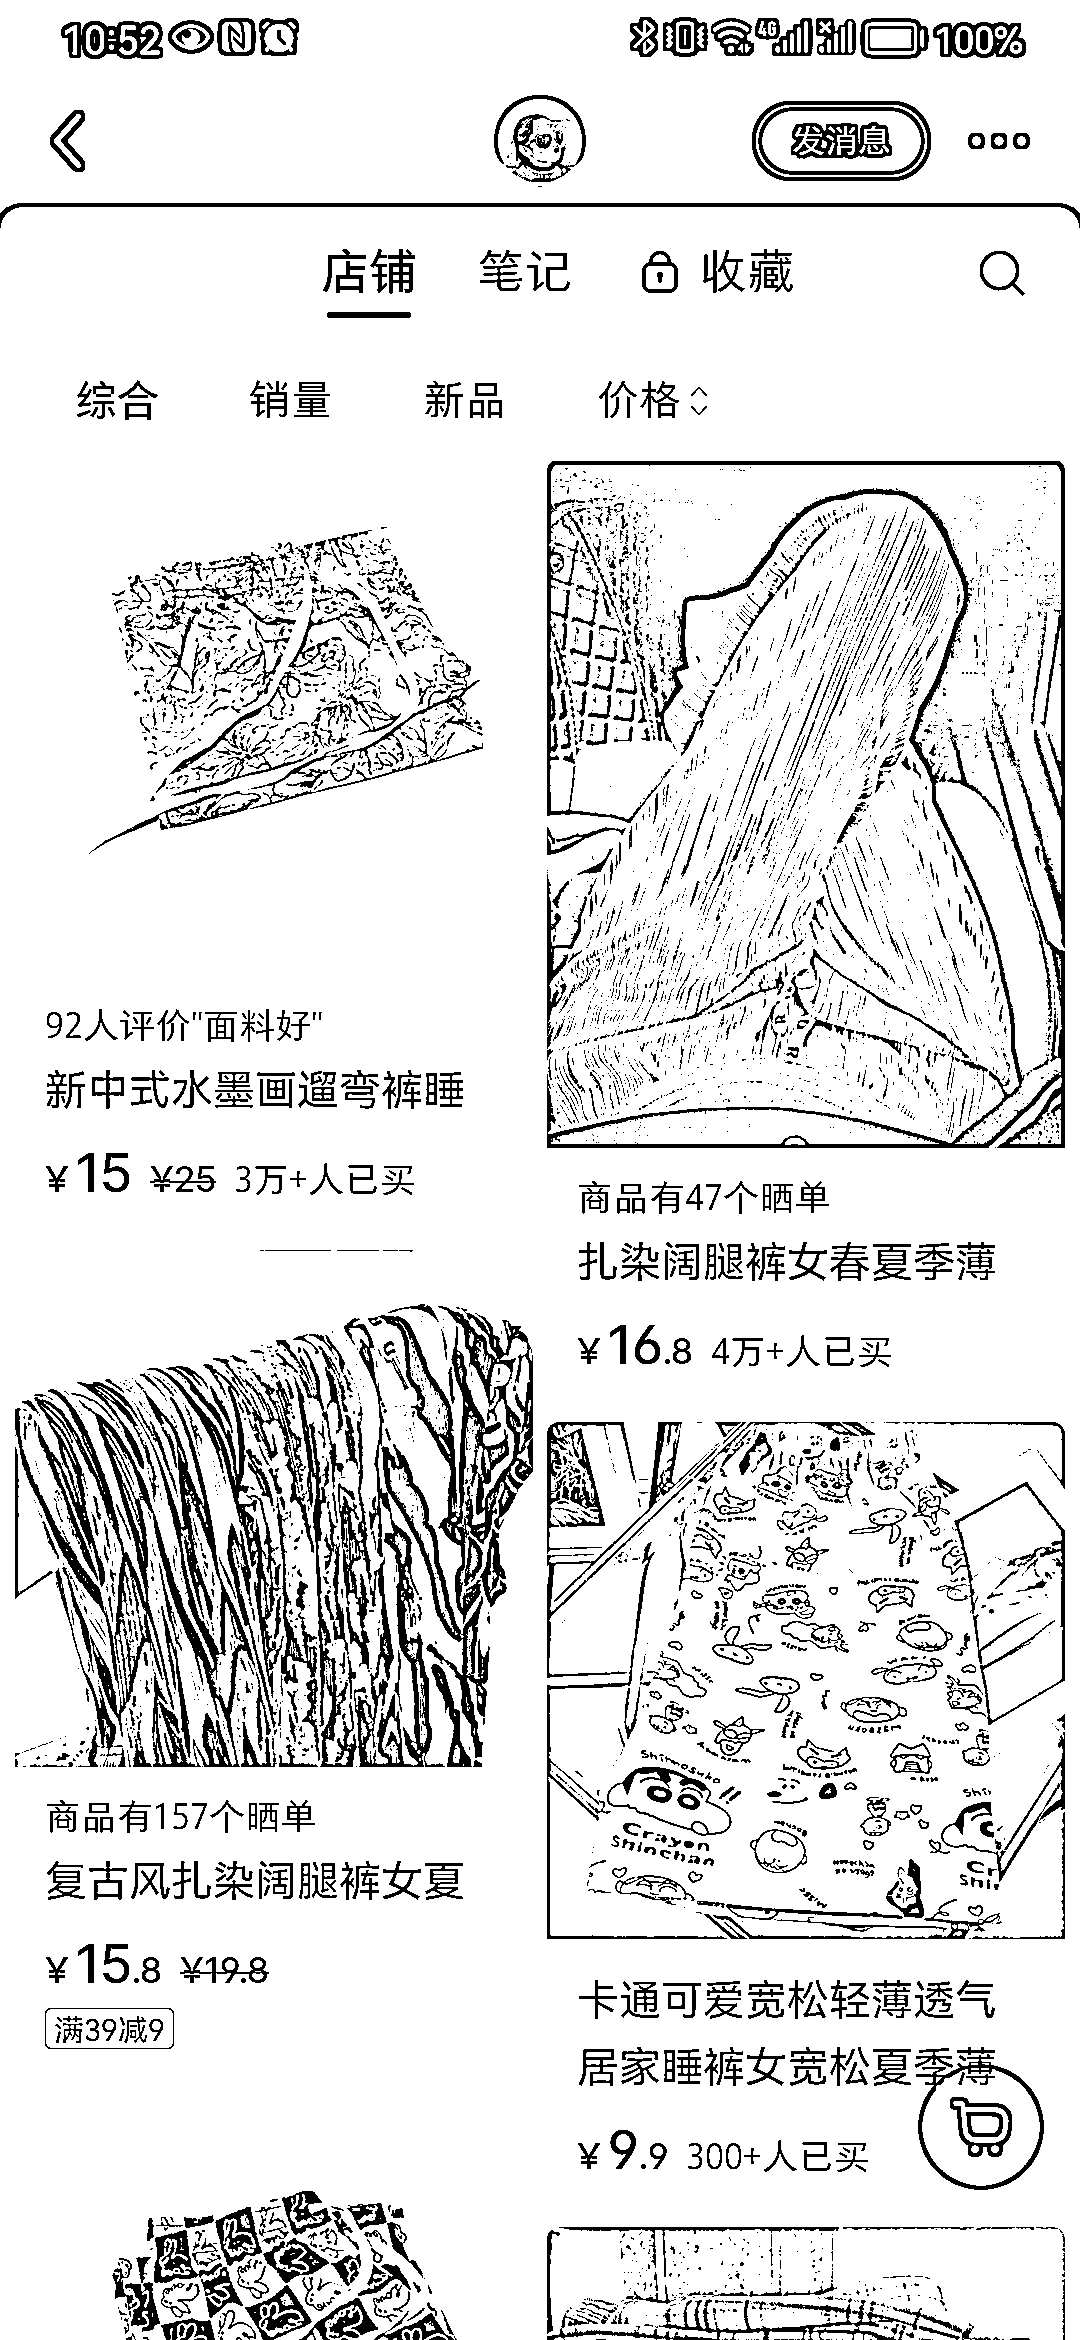 10:52
4G
100%
发消息
店铺 笔记 收藏
综合 销量 新品 价格
92人评价"面料好"
新中式水墨画遛弯裤睡
¥15 ¥25 3万+人已买
商品有47个晒单
扎染阔腿裤女春夏季薄
¥16.8 4万+人已买
商品有157个晒单
复古风扎染阔腿裤女夏
¥15.8 ¥19.8
满39减9
Shimosuko
Crayon
Shinchan
卡通可爱宽松轻薄透气
居家睡裤女宽松夏季薄
¥9.9 300+人已买